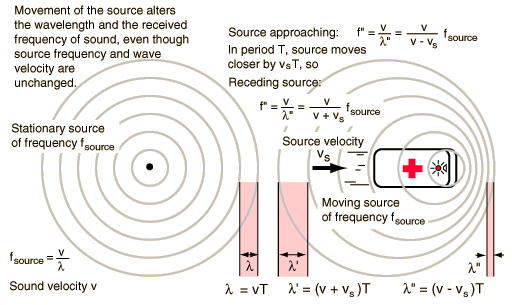 Movement of the source alters
the wavelength and the received
frequency of sound, even though
source frequency and wave
velocity are
unchanged.
Source approaching: f" = v/λ" = v/(v - vs) fsource
In period T, source moves
closer by vsT, so
Receding source:
f" = v/λ" = v/(v + vs) fsource
Stationary source
of frequency fsource
Source velocity
vs
Moving source
of frequency fsource
fsource = v/λ
Sound velocity v
λ
λ'
λ"
λ = vT
λ' = (v + vs)T
λ" = (v - vs)T